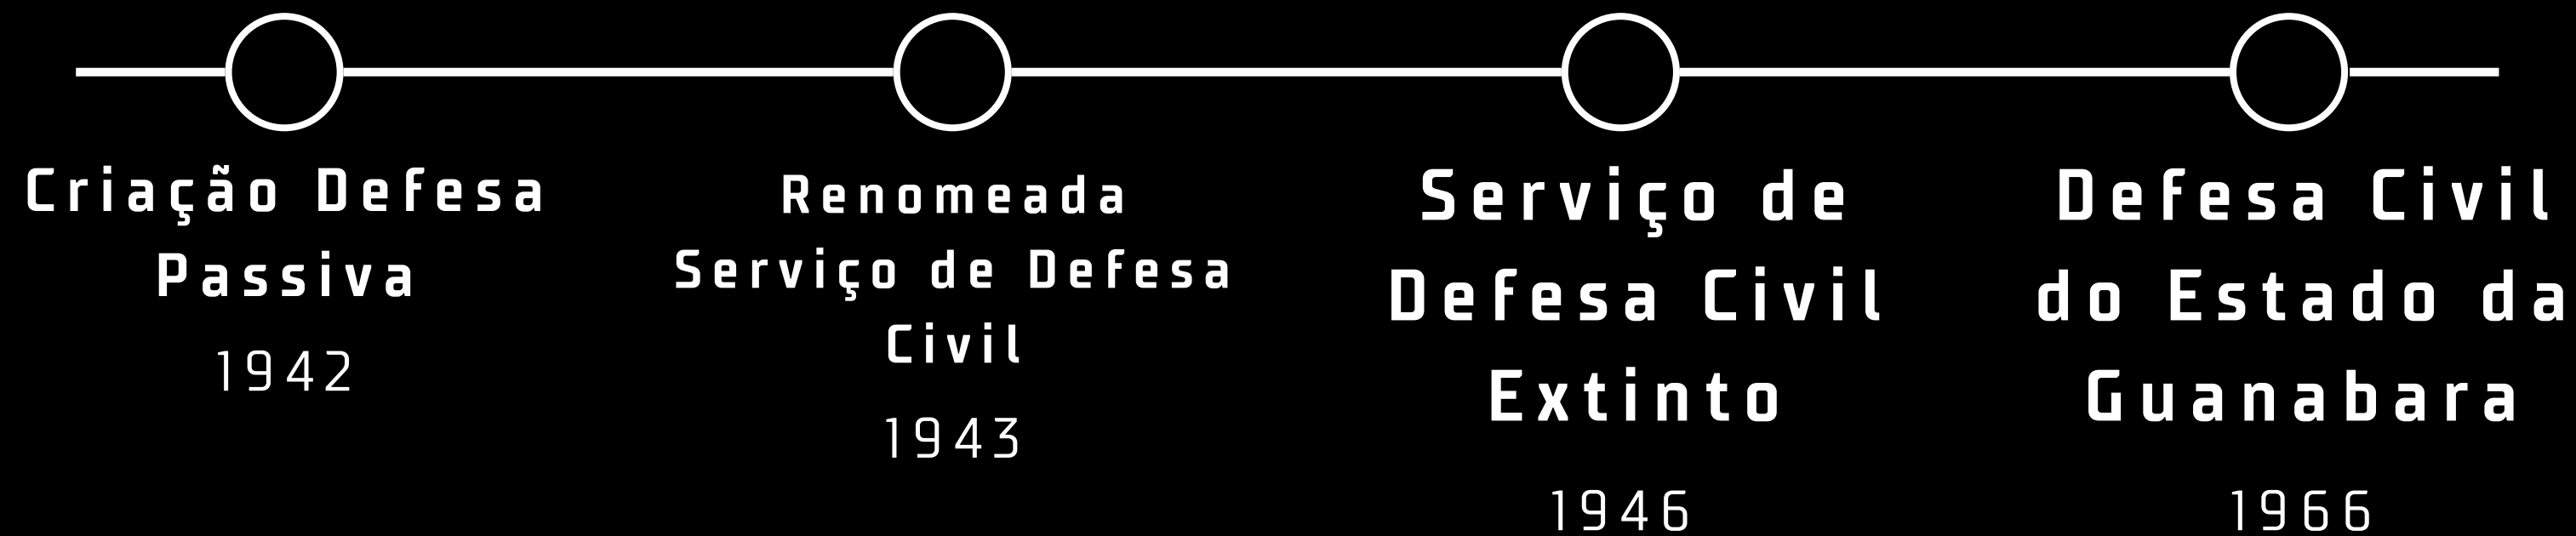 Criação Defesa
Passiva
1942
Renomeada
Serviço de Defesa
Civil
1943
Serviço de
Defesa Civil
Extinto
1946
Defesa Civil
do Estado da
Guanabara
1966